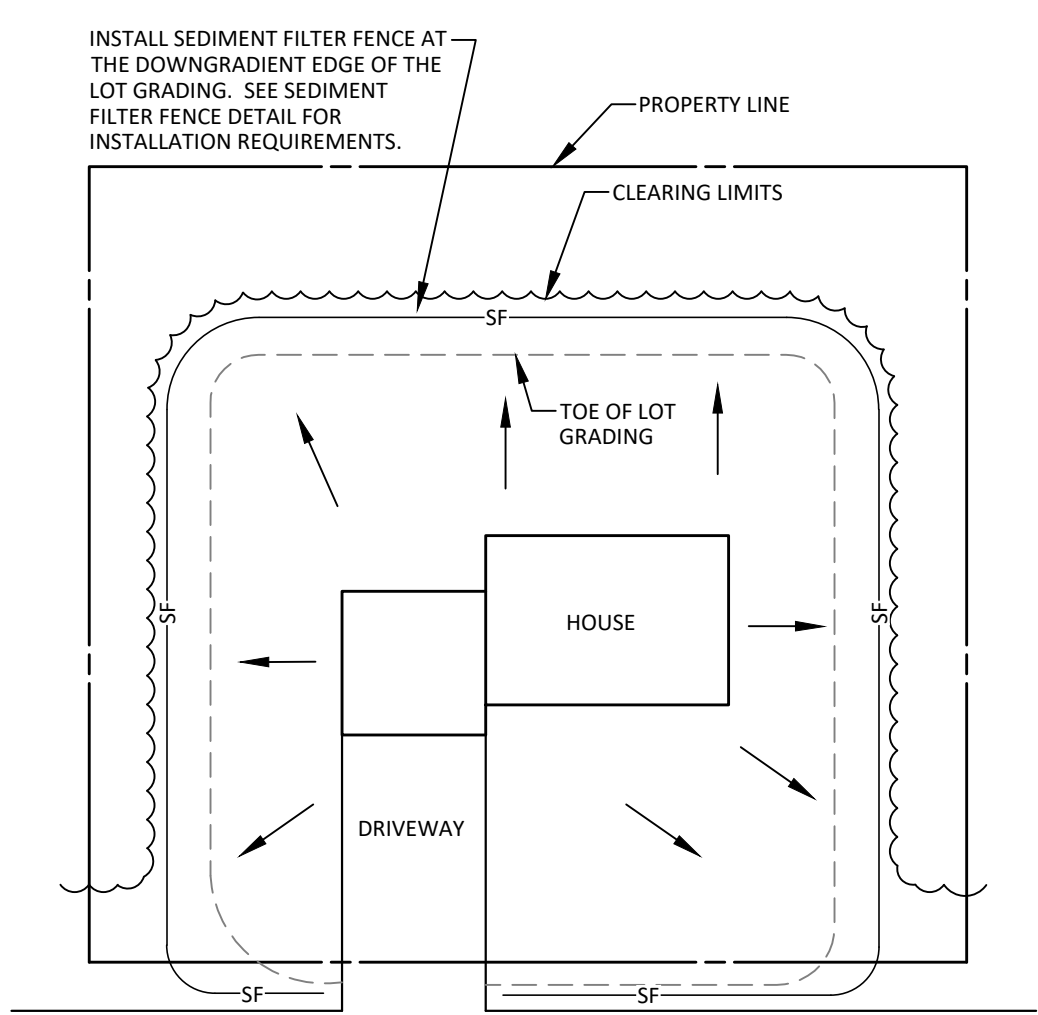 INSTALL SEDIMENT FILTER FENCE AT
THE DOWNGRADIENT EDGE OF THE
LOT GRADING.  SEE SEDIMENT
FILTER FENCE DETAIL FOR
INSTALLATION REQUIREMENTS.
PROPERTY LINE
CLEARING LIMITS
SF
TOE OF LOT
GRADING
SF
HOUSE
SF
DRIVEWAY
SF
SF